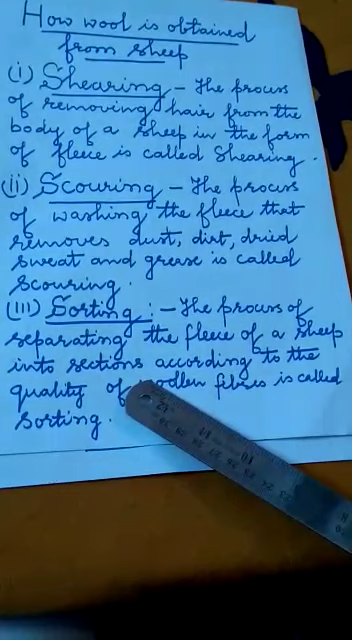 How wool is obtained
from sheep
(i) Shearing - The process
of removing hair from the
body of a sheep in the form
of fleece is called Shearing.
(ii) Scouring - The process
of washing the fleece that
removes dust, dirt, dried
sweat and grease is called
Scouring.
(III) Sorting :- The process of
separating the fleece of a sheep
into sections according to the
quality of woollen fibres is called
Sorting.